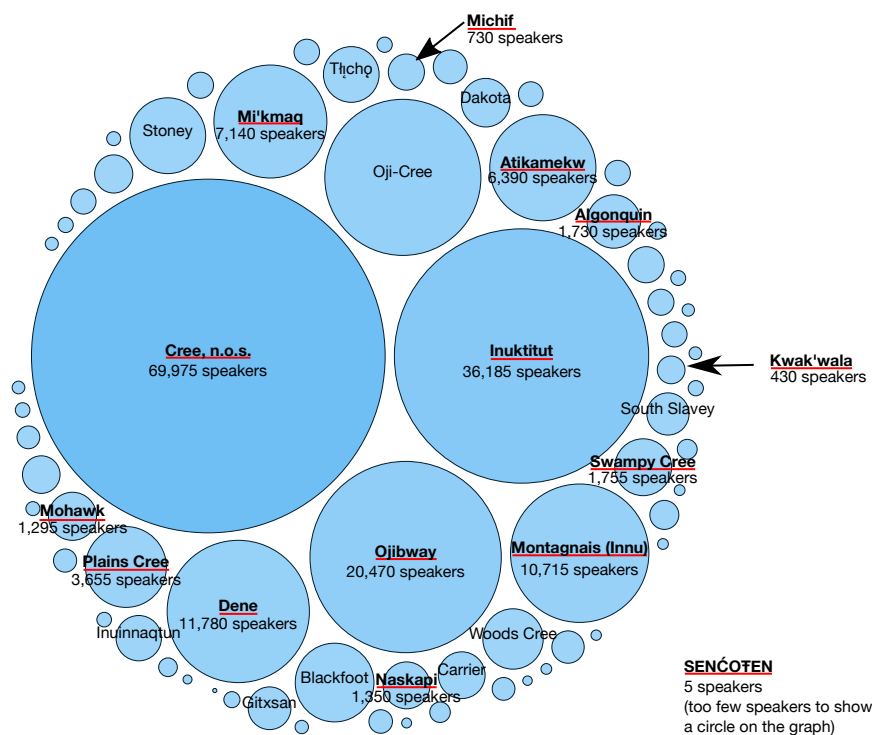 Michif
730 speakers
Tłı̨chǫ
Dakota
Mi'kmaq
7,140 speakers
Stoney
Oji-Cree
Atikamekw
6,390 speakers
Algonquin
1,730 speakers
Cree, n.o.s.
69,975 speakers
Inuktitut
36,185 speakers
Kwak'wala
430 speakers
South Slavey
Swampy Cree
1,755 speakers
Mohawk
1,295 speakers
Plains Cree
3,655 speakers
Ojibway
20,470 speakers
Montagnais (Innu)
10,715 speakers
Dene
11,780 speakers
Inuinnaqtun
Woods Cree
Blackfoot
Naskapi
1,350 speakers
Carrier
Gitxsan
SENĆOŦEN
5 speakers
(too few speakers to show
a circle on the graph)